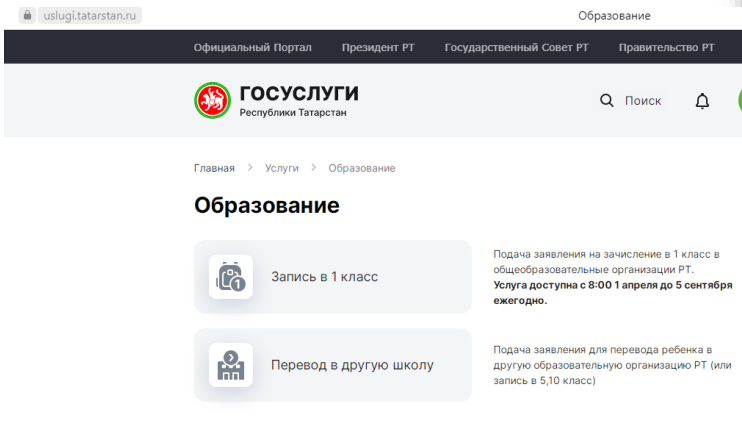 uslugi.tatarstan.ru Образование
Официальный Портал Президент РТ Государственный Совет РТ Правительство РТ
ГОСУСЛУГИ
Республики Татарстан
Поиск
Главная > Услуги > Образование
Образование
Запись в 1 класс
Подача заявления на зачисление в 1 класс в
общеобразовательные организации РТ.
Услуга доступна с 8:00 1 апреля до 5 сентября
ежегодно.
Перевод в другую школу
Подача заявления для перевода ребенка в
другую образовательную организацию РТ (или
запись в 5,10 класс)